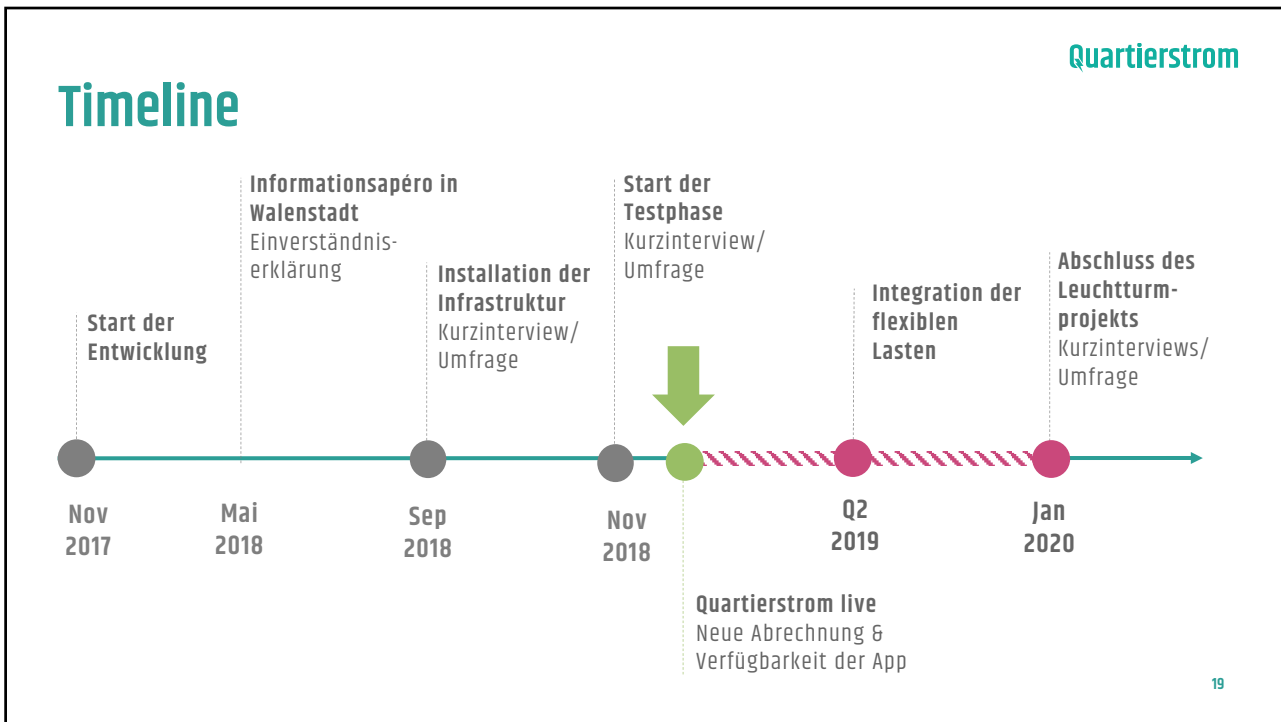 Quartierstrom
Timeline
Start der
Entwicklung
Informationsapéro in
Walenstadt
Einverständnis-
erklärung
Installation der
Infrastruktur
Kurzinterview/
Umfrage
Start der
Testphase
Kurzinterview/
Umfrage
Integration der
flexiblen
Lasten
Abschluss des
Leuchtturm-
projekts
Kurzinterviews/
Umfrage
Nov
2017
Mai
2018
Sep
2018
Nov
2018
Q2
2019
Jan
2020
Quartierstrom live
Neue Abrechnung &
Verfügbarkeit der App
19